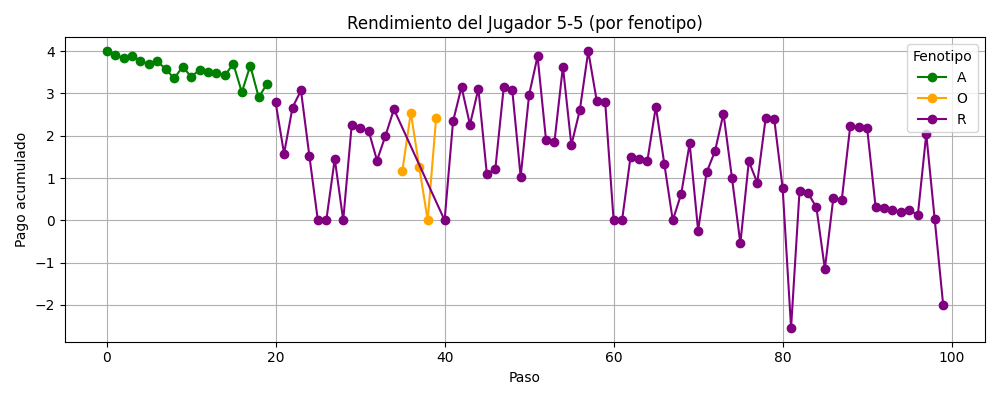 Rendimiento del Jugador 5-5 (por fenotipo)
Pago acumulado
4
3
2
1
0
−1
−2
0 20 40 60 80 100
Paso
Fenotipo
A
O
R